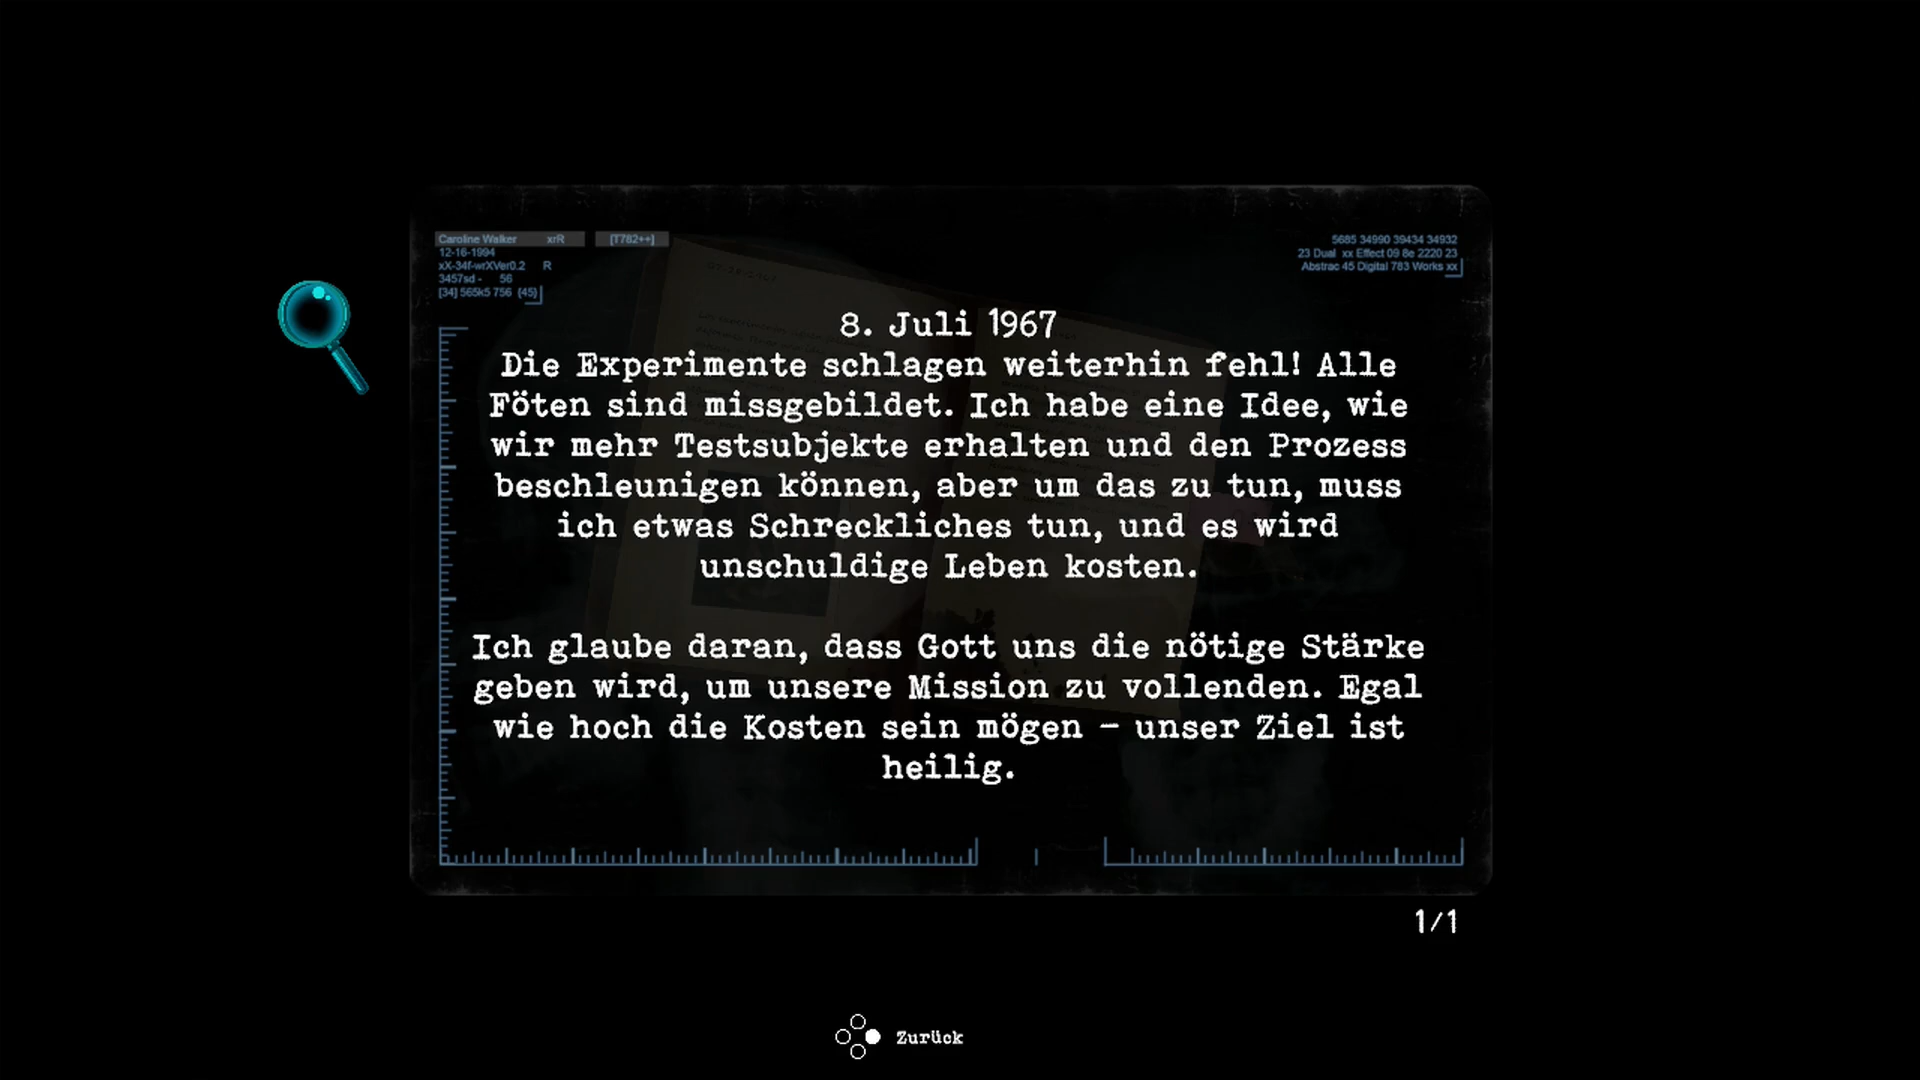 Caroline Walker xrR [T782++]
12-16-1994
xX-34f-wrXVer0.2 R
3457sd - 56
[34] 565k5 756 {45}
5685 34990 39434 34932
23 Dual xx Effect 09 8e 2220 23
Abstrac 45 Digital 783 Works xx
8. Juli 1967
Die Experimente schlagen weiterhin fehl! Alle
Föten sind missgebildet. Ich habe eine Idee, wie
wir mehr Testsubjekte erhalten und den Prozess
beschleunigen können, aber um das zu tun, muss
ich etwas Schreckliches tun, und es wird
unschuldige Leben kosten.
Ich glaube daran, dass Gott uns die nötige Stärke
geben wird, um unsere Mission zu vollenden. Egal
wie hoch die Kosten sein mögen – unser Ziel ist
heilig.
1/1
Zurück